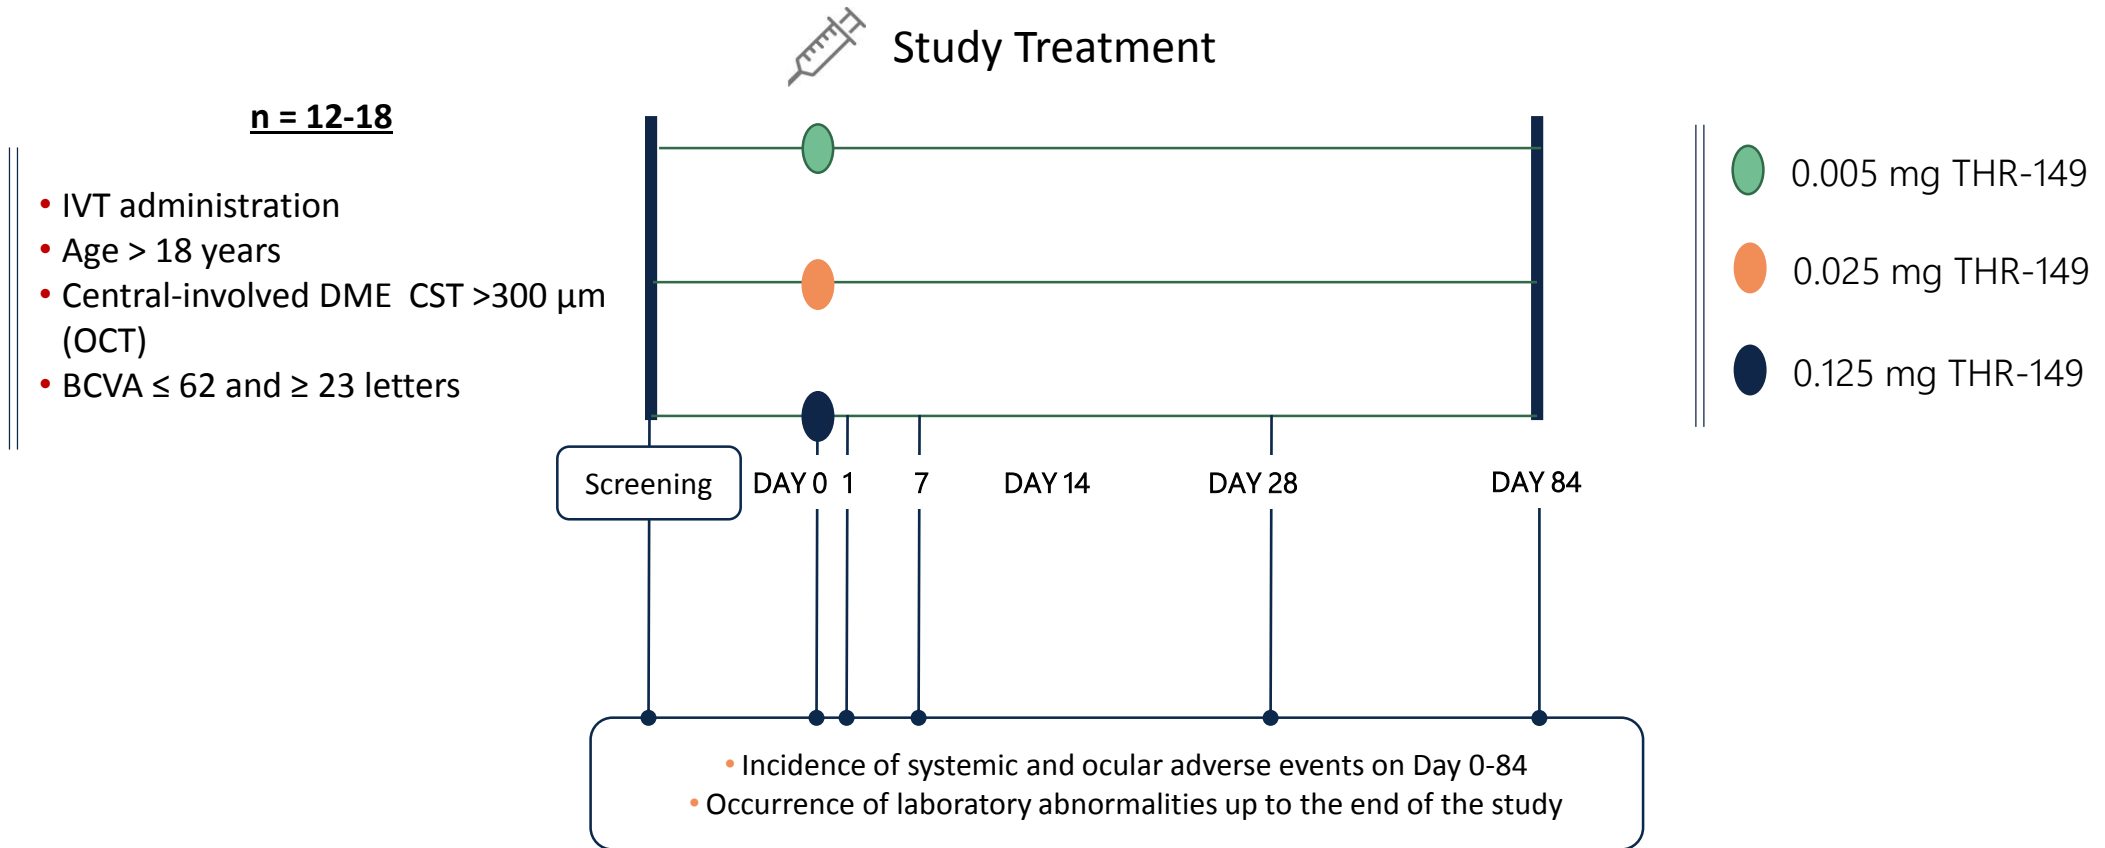 Study Treatment
n = 12-18
• IVT administration
• Age > 18 years
• Central-involved DME  CST >300 µm
(OCT)
• BCVA ≤ 62 and ≥ 23 letters
0.005 mg THR-149
0.025 mg THR-149
0.125 mg THR-149
Screening
DAY 0
1
7
DAY 14
DAY 28
DAY 84
• Incidence of systemic and ocular adverse events on Day 0-84
• Occurrence of laboratory abnormalities up to the end of the study